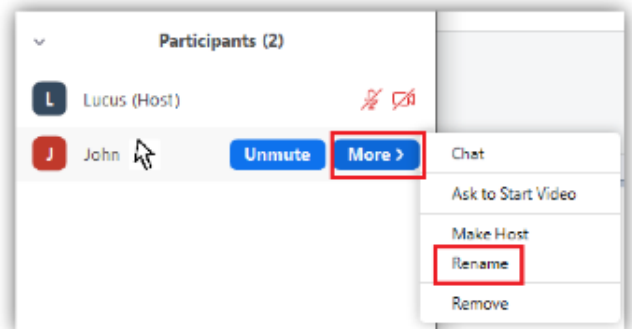 Participants (2)
L Lucus (Host)
J John Unmute More >
Chat
Ask to Start Video
Make Host
Rename
Remove